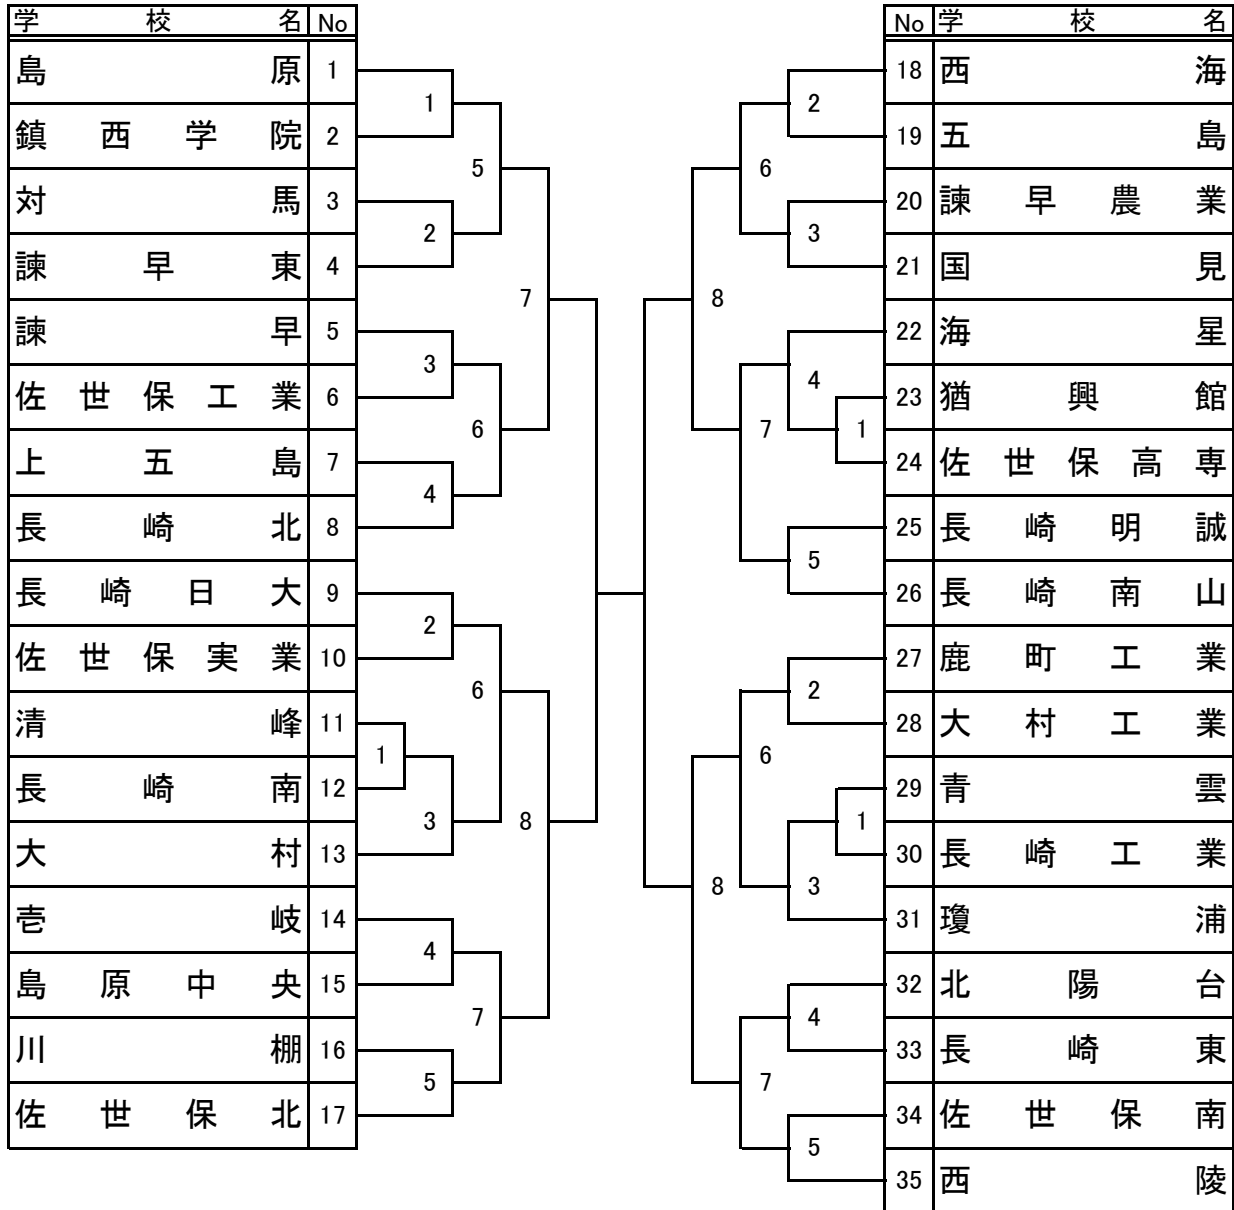 学校名 No
島原 1
鎮西学院 2
対馬 3
諫早東 4
諫早 5
佐世保工業 6
上五島 7
長崎北 8
長崎日大 9
佐世保実業 10
清峰 11
長崎南 12
大村 13
壱岐 14
島原中央 15
川棚 16
佐世保北 17
1
5
2
7
3
6
4
2
6
1
3
8
4
7
5
2
6
3
8
4
7
1
5
2
6
1
8
3
4
7
5
No 学校名
18 西海
19 五島
20 諫早農業
21 国見
22 海星
23 猶興館
24 佐世保高専
25 長崎明誠
26 長崎南山
27 鹿町工業
28 大村工業
29 青雲
30 長崎工業
31 瓊浦
32 北陽台
33 長崎東
34 佐世保南
35 西陵